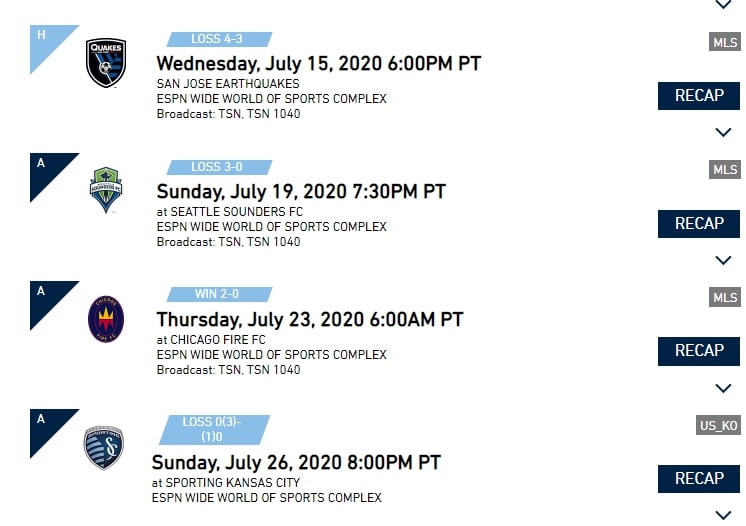 H
LOSS 4-3
MLS
QUAKES
Wednesday, July 15, 2020 6:00PM PT
SAN JOSE EARTHQUAKES
RECAP
ESPN WIDE WORLD OF SPORTS COMPLEX
Broadcast: TSN, TSN 1040
A
LOSS 3-0
MLS
SOUNDERS FC
Sunday, July 19, 2020 7:30PM PT
at SEATTLE SOUNDERS FC
RECAP
ESPN WIDE WORLD OF SPORTS COMPLEX
Broadcast: TSN, TSN 1040
A
WIN 2-0
MLS
CHICAGO
FIRE FC
Thursday, July 23, 2020 6:00AM PT
at CHICAGO FIRE FC
RECAP
ESPN WIDE WORLD OF SPORTS COMPLEX
Broadcast: TSN, TSN 1040
A
LOSS 0(3)-
(1)0
US_KO
SPORTING
Sunday, July 26, 2020 8:00PM PT
at SPORTING KANSAS CITY
RECAP
ESPN WIDE WORLD OF SPORTS COMPLEX